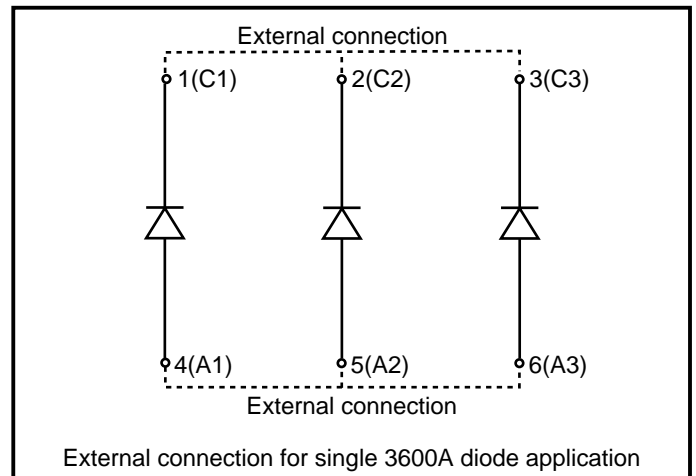 External connection
1(C1) 2(C2) 3(C3)
4(A1) 5(A2) 6(A3)
External connection
External connection for single 3600A diode application